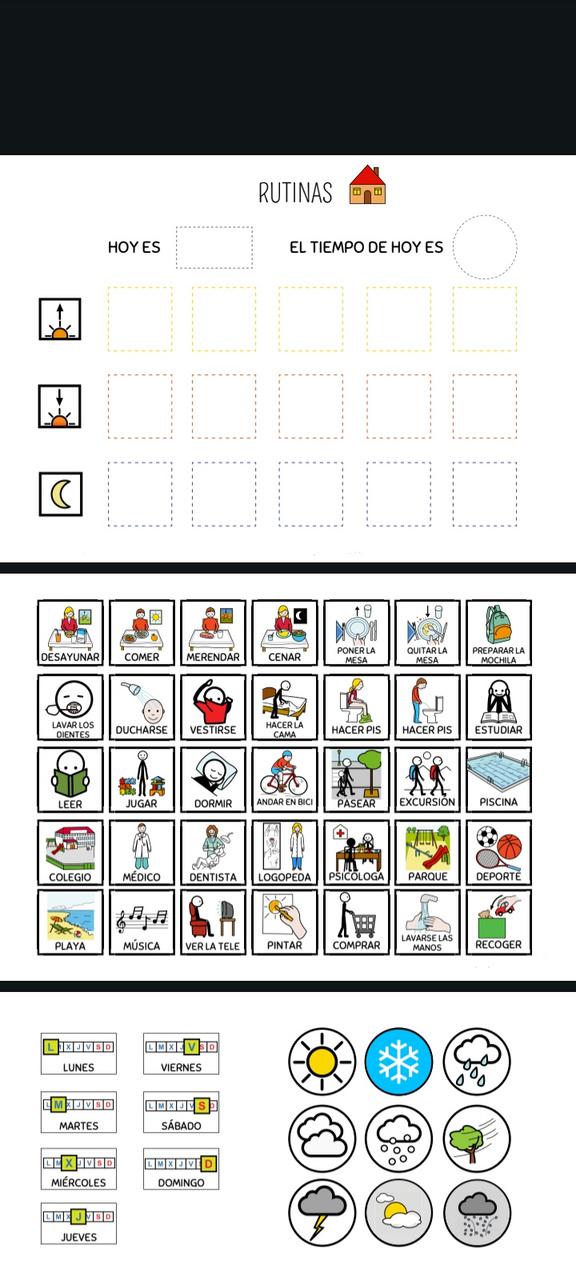 RUTINAS
HOY ES
EL TIEMPO DE HOY ES
DESAYUNAR
COMER
MERENDAR
CENAR
PONER LA
MESA
QUITAR LA
MESA
PREPARAR LA
MOCHILA
LAVAR LOS
DIENTES
DUCHARSE
VESTIRSE
HACER LA
CAMA
HACER PIS
HACER PIS
ESTUDIAR
LEER
JUGAR
DORMIR
ANDAR EN BICI
PASEAR
EXCURSIÓN
PISCINA
COLEGIO
MÉDICO
DENTISTA
LOGOPEDA
PSICOLOGA
PARQUE
DEPORTE
PLAYA
MÚSICA
VER LA TELE
PINTAR
COMPRAR
LAVARSE LAS
MANOS
RECOGER
L M X J V S D
LUNES
L M X J V S D
VIERNES
L M X J V S D
MARTES
L M X J V S D
SÁBADO
L M X J V S D
MIÉRCOLES
L M X J V S D
DOMINGO
L M X J V S D
JUEVES